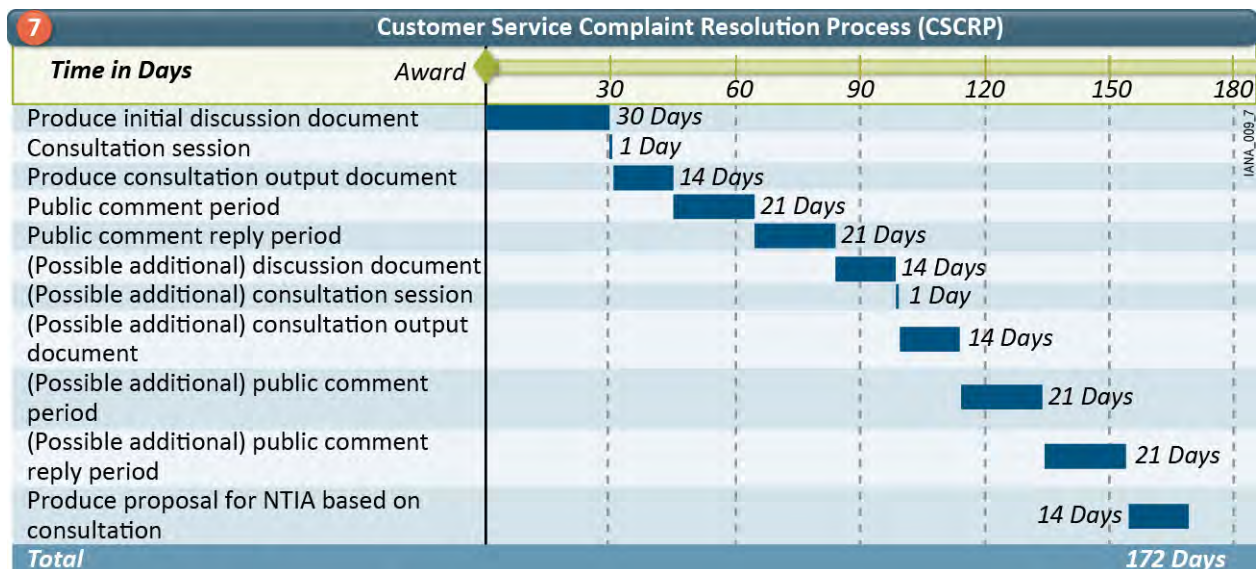 7 Customer Service Complaint Resolution Process (CSCRP)
Time in Days Award 30 60 90 120 150 180
Produce initial discussion document 30 Days
Consultation session 1 Day
Produce consultation output document 14 Days
Public comment period 21 Days
Public comment reply period 21 Days
(Possible additional) discussion document 14 Days
(Possible additional) consultation session 1 Day
(Possible additional) consultation output
document 14 Days
(Possible additional) public comment
period 21 Days
(Possible additional) public comment
reply period 21 Days
Produce proposal for NTIA based on
consultation 14 Days
Total 172 Days
IANA_009_7